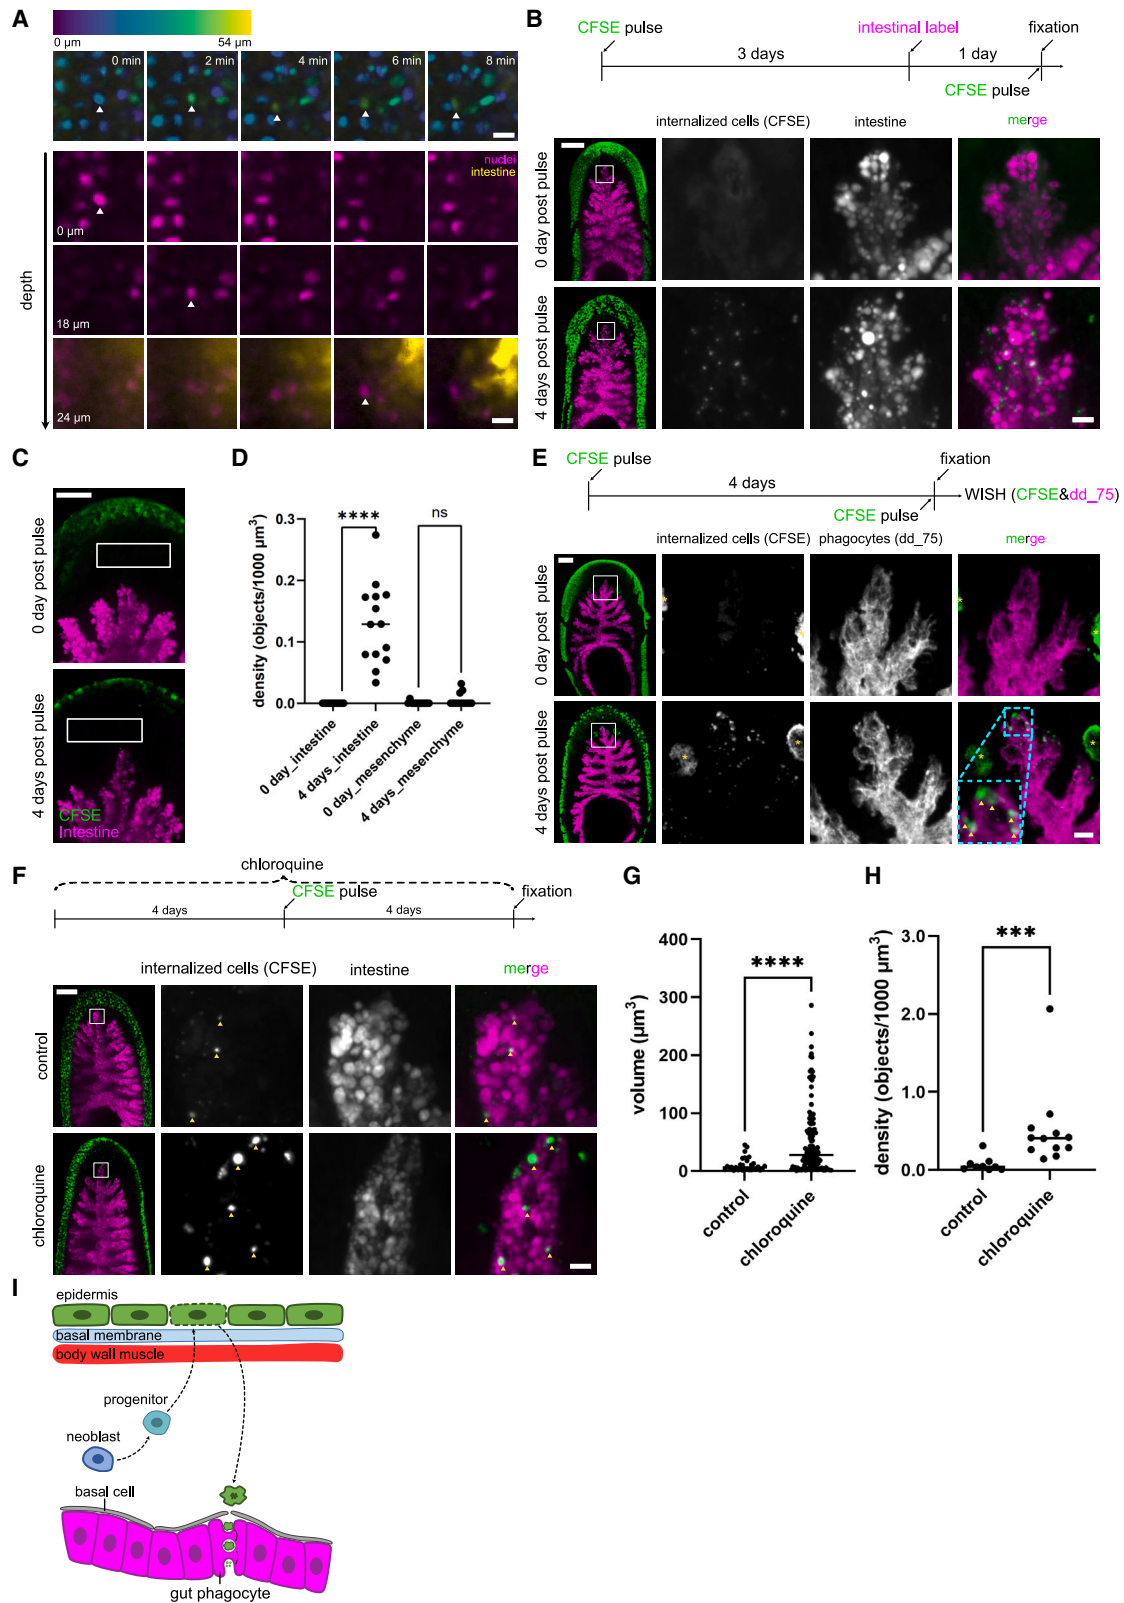 A
0 µm
54 µm
0 min
2 min
4 min
6 min
8 min
nuclei
intestine
depth
0 µm
18 µm
24 µm
B
CFSE pulse
intestinal label
fixation
3 days
1 day
CFSE pulse
internalized cells (CFSE)
intestine
merge
0 day post pulse
4 days post pulse
C
0 day post pulse
4 days post pulse
CFSE
Intestine
D
density (objects/1000 µm³)
0.3
0.2
0.1
0.0
****
ns
0 day_intestine
4 days_intestine
0 day_mesenchyme
4 days_mesenchyme
E
CFSE pulse
fixation
4 days
WISH (CFSE&dd_75)
CFSE pulse
internalized cells (CFSE)
phagocytes (dd_75)
merge
0 day post pulse
4 days post pulse
F
chloroquine
CFSE pulse
fixation
4 days
4 days
internalized cells (CFSE)
intestine
merge
control
chloroquine
G
volume (µm³)
400
300
200
100
0
****
control
chloroquine
H
density (objects/1000 µm³)
3.0
2.0
1.0
0.0
***
control
chloroquine
I
epidermis
basal membrane
body wall muscle
progenitor
neoblast
basal cell
gut phagocyte